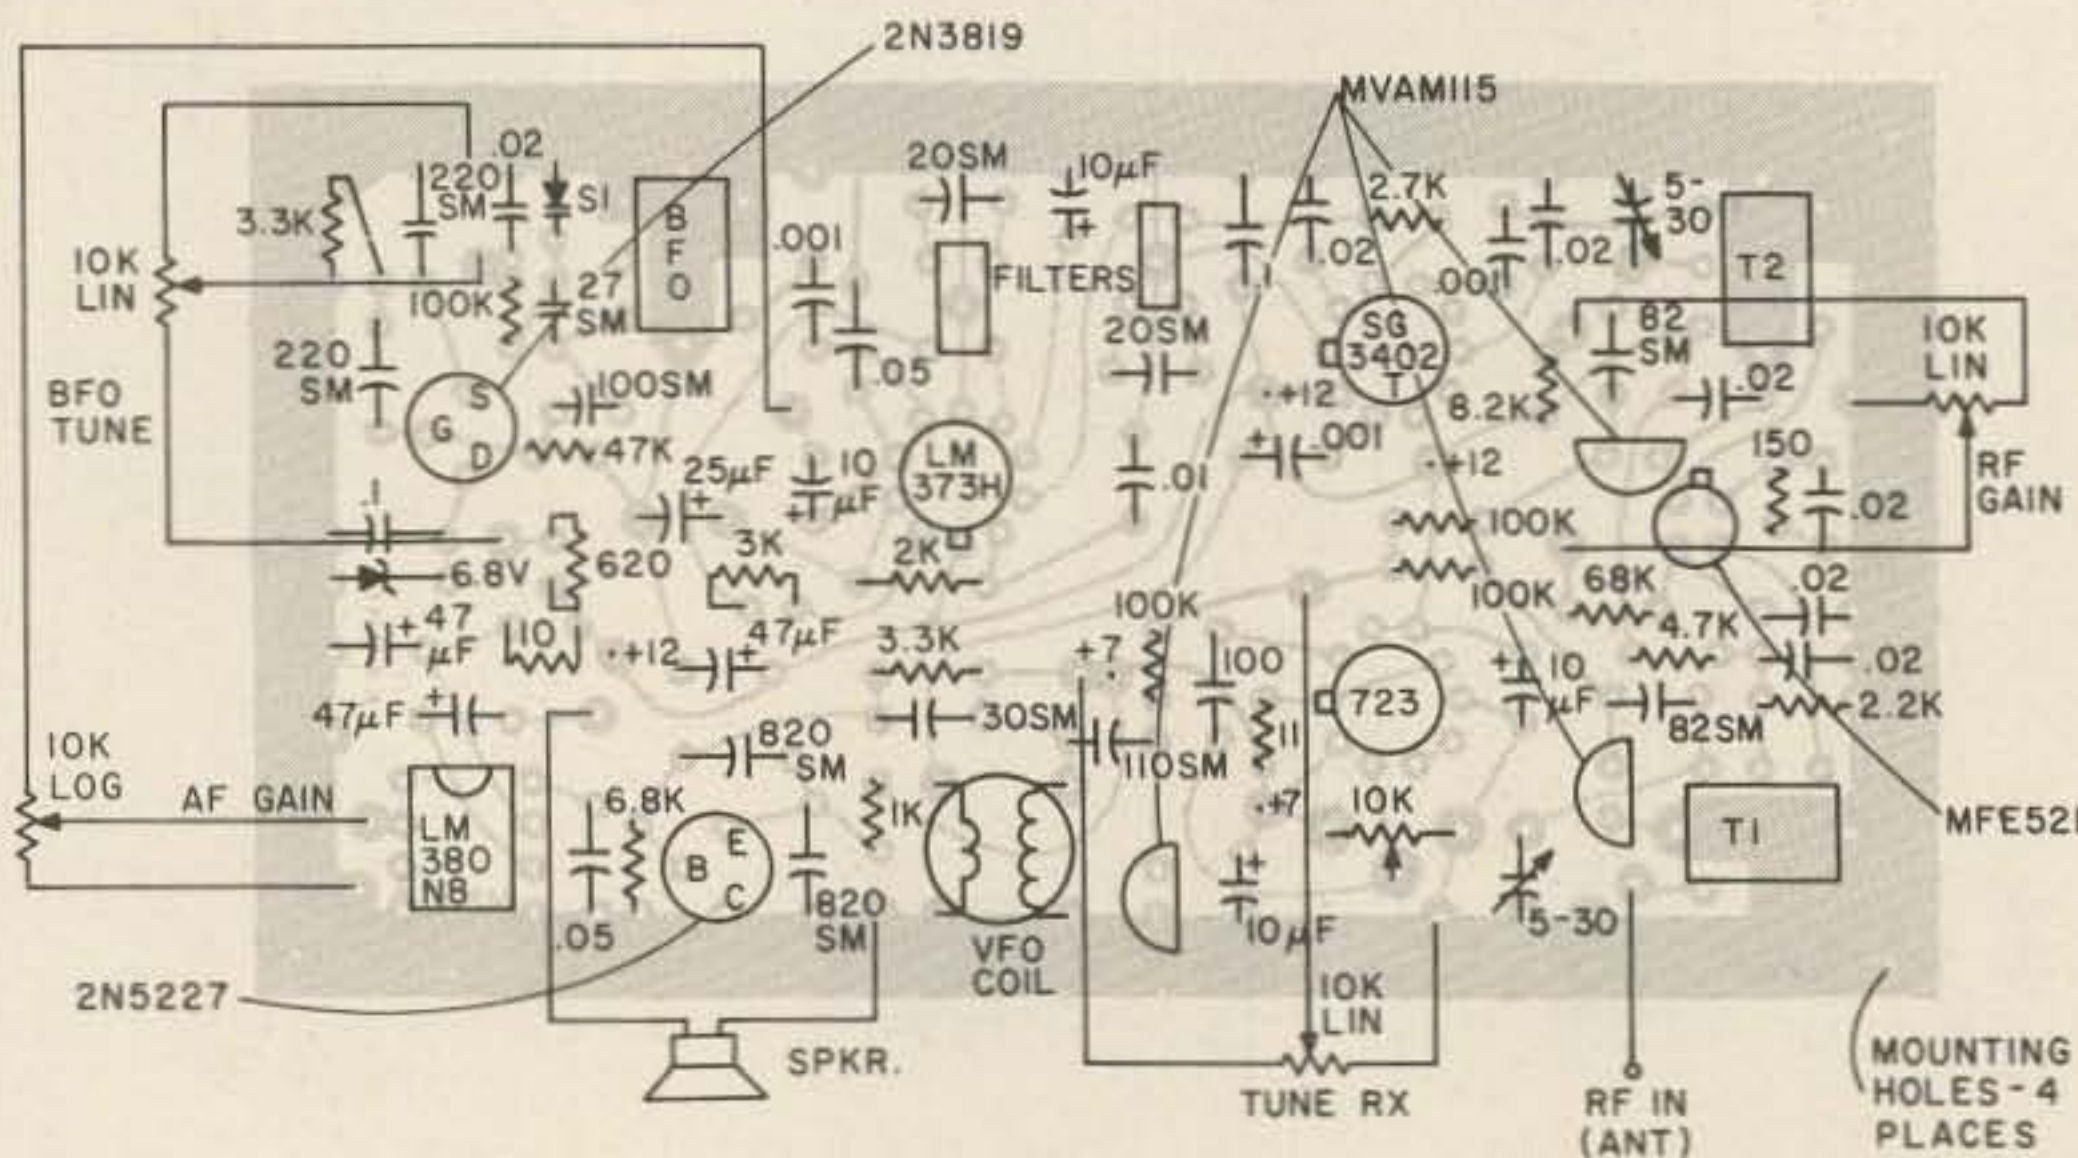 2N3819
MVAM115
.02
220
SM
S1
3.3K
B
F
O
20SM
10µF
+
2.7K
5-
30
10K
LIN
100K
27
SM
.001
FILTERS
.1
.02
.001
.02
T2
220
SM
.05
20SM
SG
3402
T
82
SM
10K
LIN
BFO
TUNE
S
G
D
100SM
47K
.+12
8.2K
.02
25µF
+
10
µF
+
LM
373H
.01
+
.001
.+12
150
.02
RF
GAIN
.1
6.8V
620
3K
2K
100K
100K
68K
.02
+
47
µF
10
.+12
47µF
+
3.3K
100K
+7
.
100
4.7K
.02
47µF
+
30SM
11
723
+
10
µF
82SM
2.2K
10K
LOG
AF GAIN
820
SM
110SM
.+7
10K
LM
380
N8
6.8K
E
B
C
1K
T1
MFE521
.05
820
SM
VFO
COIL
+
10µF
5-30
2N5227
10K
LIN
SPKR.
TUNE RX
RF IN
(ANT)
MOUNTING
HOLES-4
PLACES